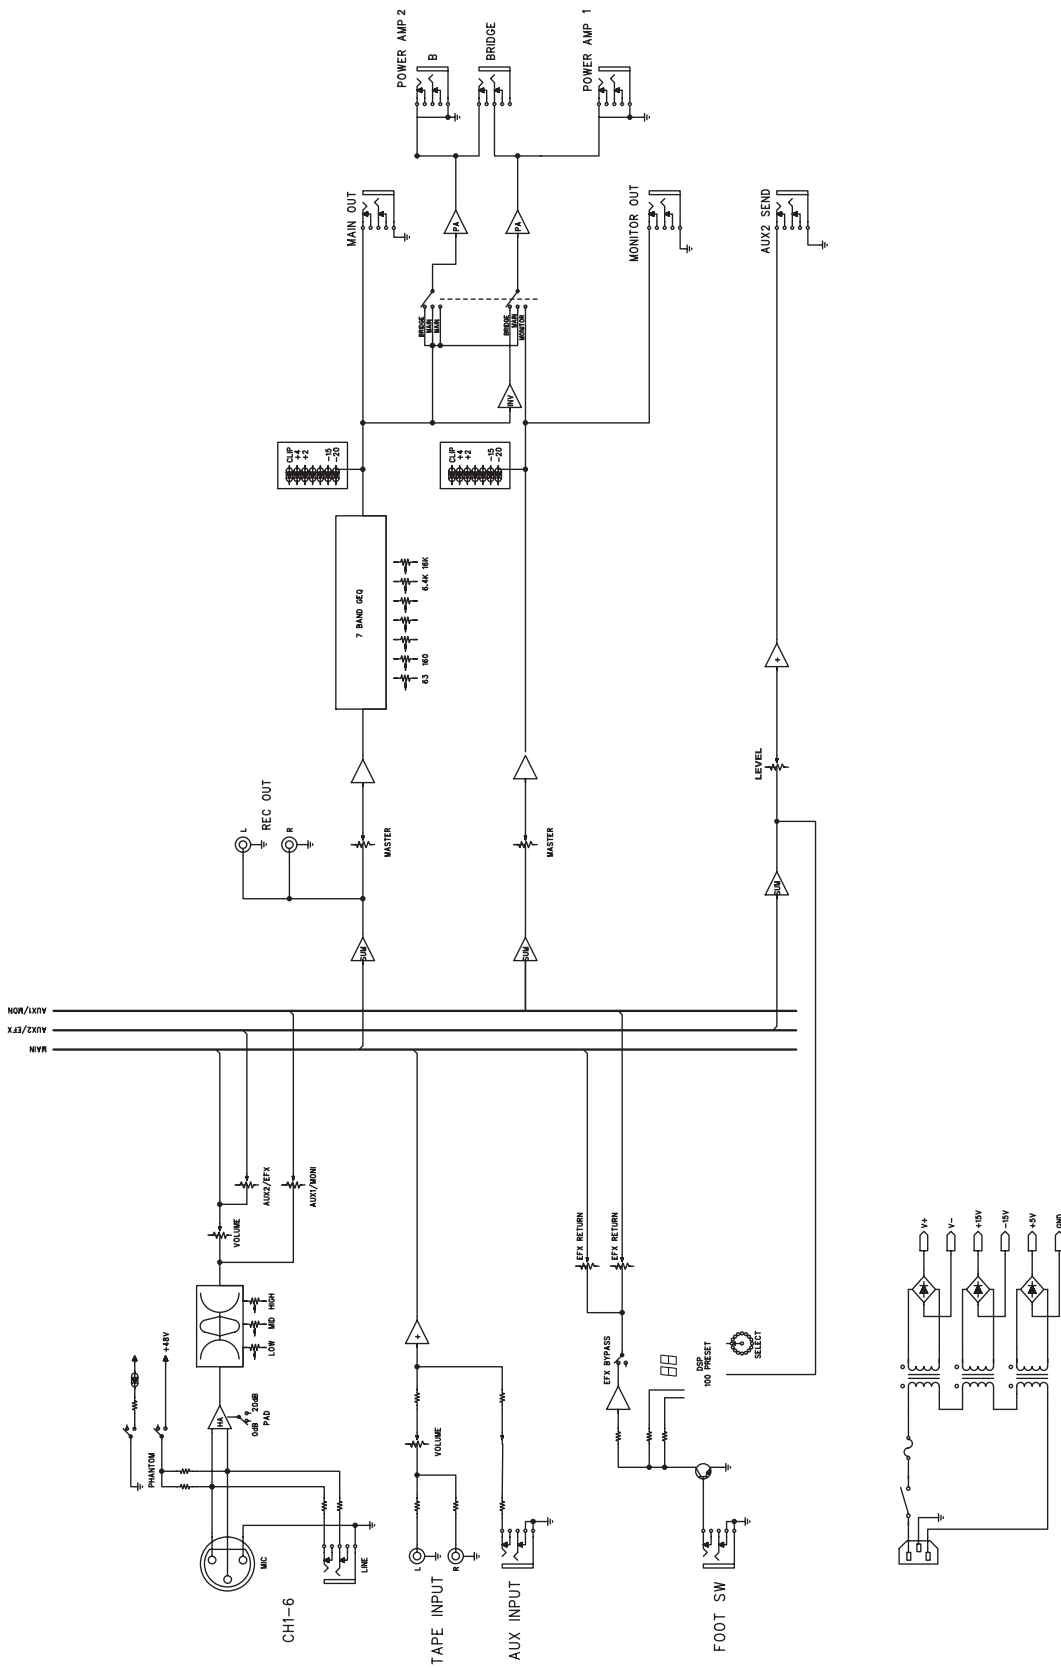 CH1-6
MIC
LINE
PHANTOM
+48V
HA
0dB 20dB
PAD
LOW
MID
HIGH
VOLUME
AUX2/EFX
AUX1/MONI
TAPE INPUT
L
R
VOLUME
+
AUX INPUT
FOOT SW
EFX BYPASS
EFX RETURN
EFX RETURN
DSP
100 PRESET
SELECT
MAIN
AUX2/EFX
AUX1/MON
SUM
SUM
SUM
REC OUT
L
R
MASTER
MASTER
LEVEL
+
7 BAND GEQ
63
160
6.4K
16K
CLIP
+4
+2
-15
-20
CLIP
+4
+2
-15
-20
INV
BRIDGE
MAIN
MAIN
BRIDGE
MAIN
MONITOR
PA
PA
MAIN OUT
MONITOR OUT
AUX2 SEND
POWER AMP 2
B
BRIDGE
POWER AMP 1
V+
V-
+15V
-15V
+5V
GND